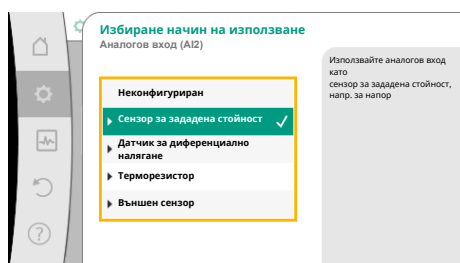 Избиране начин на използване
Аналогов вход (AI2)
Използвайте аналогов вход
като
сензор за зададена стойност,
напр. за напор
Неконфигуриран
Сензор за зададена стойност
Датчик за диференциално
налягане
Терморезистор
Външен сензор